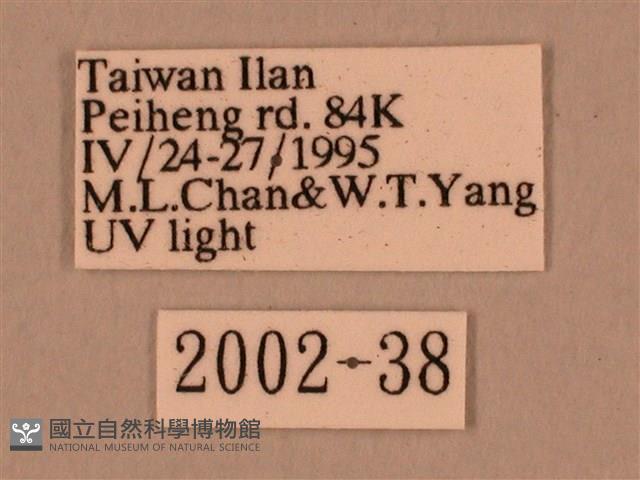 Taiwan Ilan
Peiheng rd. 84K
IV/24-27/1995
M.L.Chan&W.T.Yang
UV light
2002-38
國立自然科學博物館
NATIONAL MUSEUM OF NATURAL SCIENCE